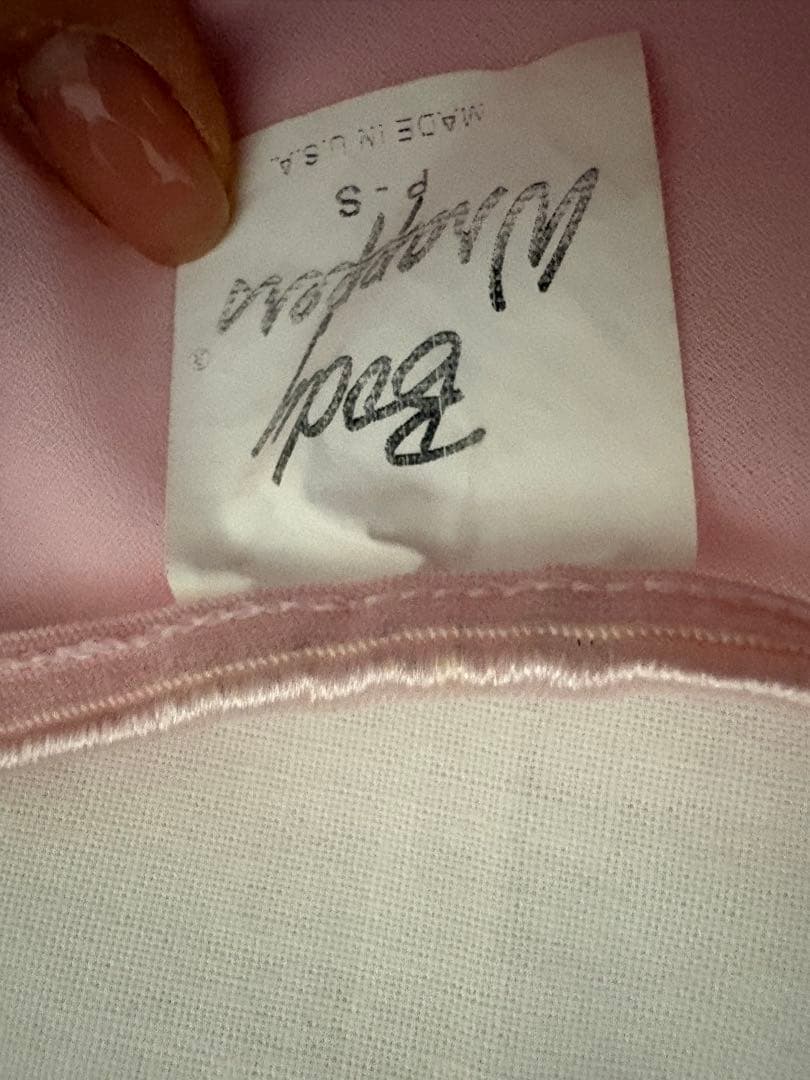 Body
Wrappers ®
P - S
MADE IN U.S.A.